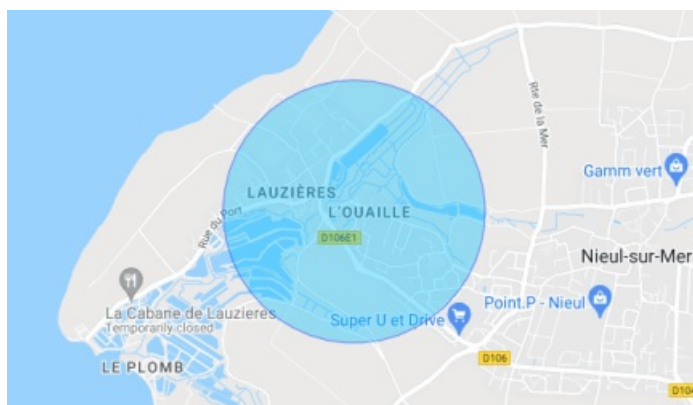 Rte de la Mer
Gamm vert
LAUZIÈRES
L'OUAILLE
Rue du Port
D106E1
Nieul-sur-Mer
La Cabane de Lauzieres
Temporarily closed
Super U et Drive
Point.P - Nieul
LE PLOMB
D106
D104